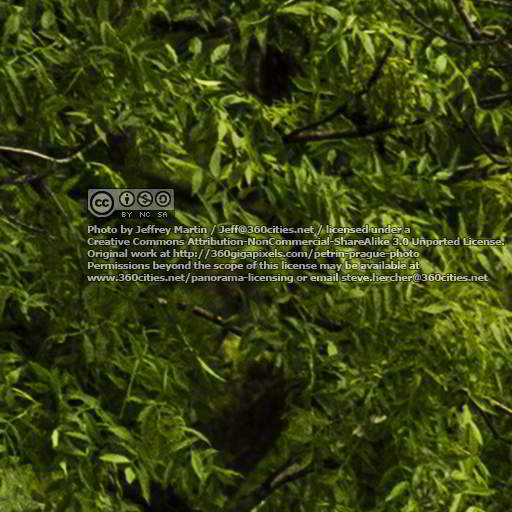 cc BY NC SA
Photo by Jeffrey Martin / Jeff@360cities.net / licensed under a
Creative Commons Attribution-NonCommercial-ShareAlike 3.0 Unported License.
Original work at http://360gigapixels.com/petrin-prague-photo
Permissions beyond the scope of this license may be available at
www.360cities.net/panorama-licensing or email steve.hercher@360cities.net